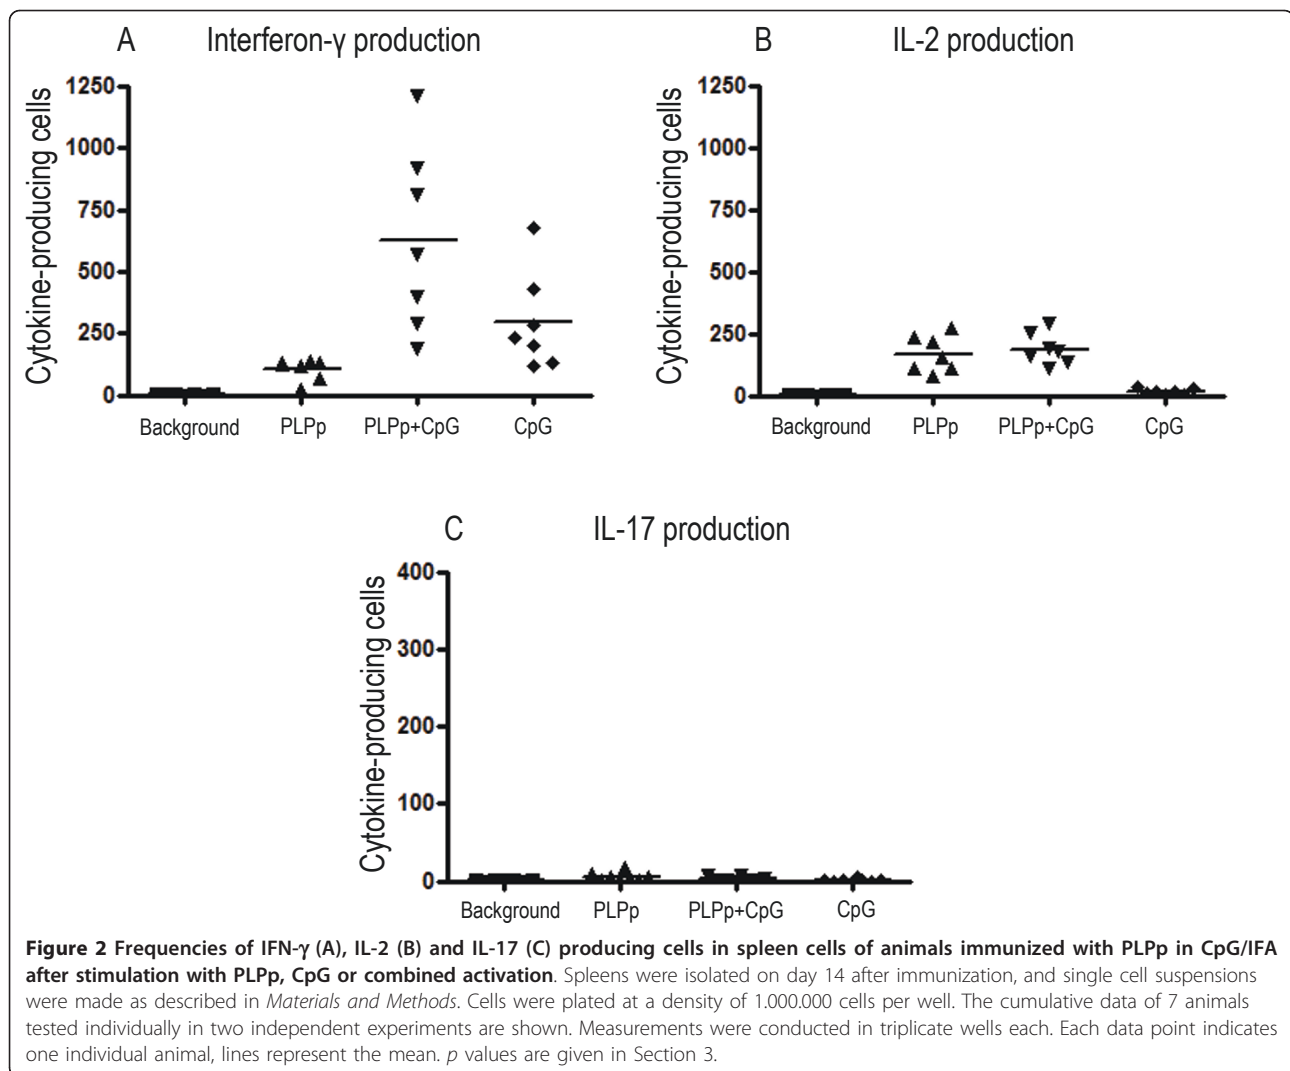 A Interferon-γ production
Cytokine-producing cells
1250
1000
750
500
250
0
Background PLPp PLPp+CpG CpG
B IL-2 production
Cytokine-producing cells
1250
1000
750
500
250
0
Background PLPp PLPp+CpG CpG
C IL-17 production
Cytokine-producing cells
400
300
200
100
0
Background PLPp PLPp+CpG CpG
Figure 2 Frequencies of IFN-γ (A), IL-2 (B) and IL-17 (C) producing cells in spleen cells of animals immunized with PLPp in CpG/IFA
after stimulation with PLPp, CpG or combined activation. Spleens were isolated on day 14 after immunization, and single cell suspensions
were made as described in Materials and Methods. Cells were plated at a density of 1.000.000 cells per well. The cumulative data of 7 animals
tested individually in two independent experiments are shown. Measurements were conducted in triplicate wells each. Each data point indicates
one individual animal, lines represent the mean. p values are given in Section 3.